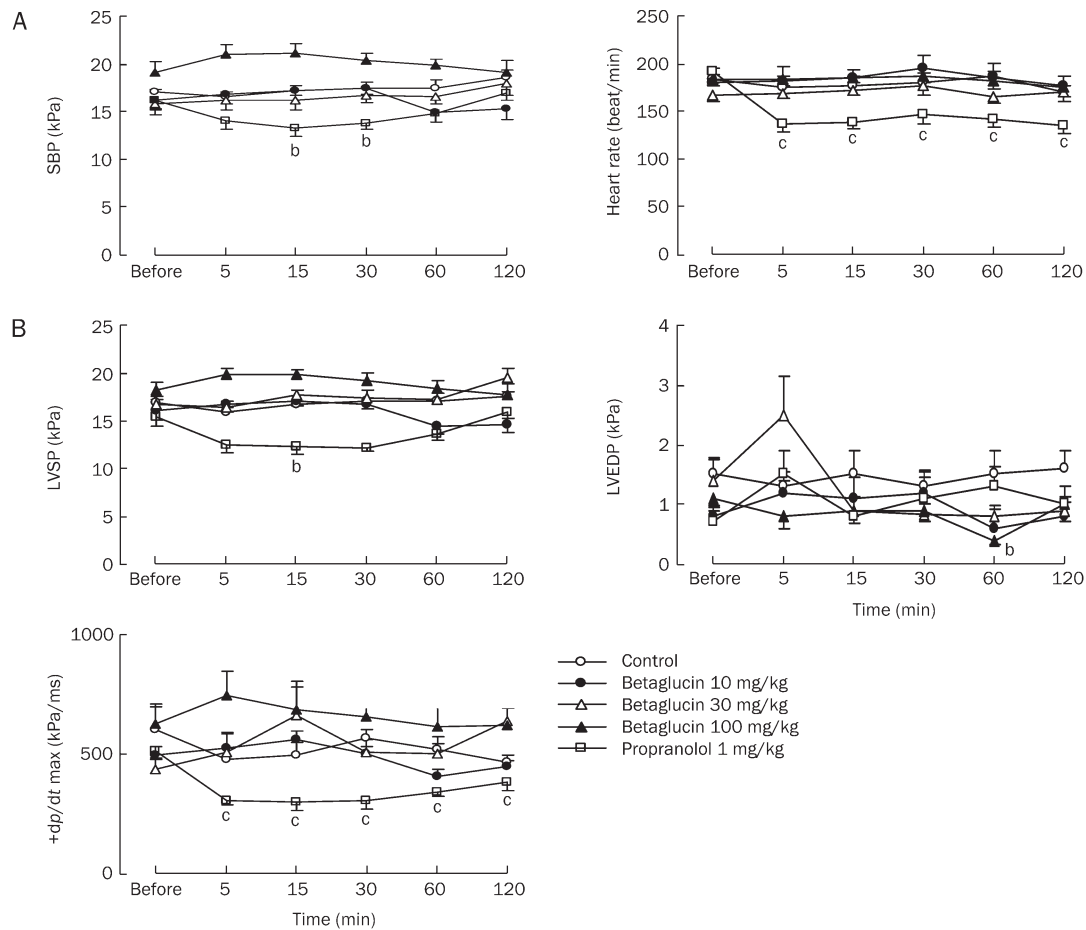 A
25
20
15
10
5
0
SBP (kPa)
b
b
Before 5 15 30 60 120
250
200
150
100
50
0
Heart rate (beat/min)
c
c
c
c
c
Before 5 15 30 60 120
B
25
20
15
10
5
0
LVSP (kPa)
b
Before 5 15 30 60 120
4
3
2
1
0
LVEDP (kPa)
b
Before 5 15 30 60 120
Time (min)
1000
500
0
+dp/dt max (kPa/ms)
c
c
c
c
c
Before 5 15 30 60 120
Time (min)
Control
Betaglucin 10 mg/kg
Betaglucin 30 mg/kg
Betaglucin 100 mg/kg
Propranolol 1 mg/kg